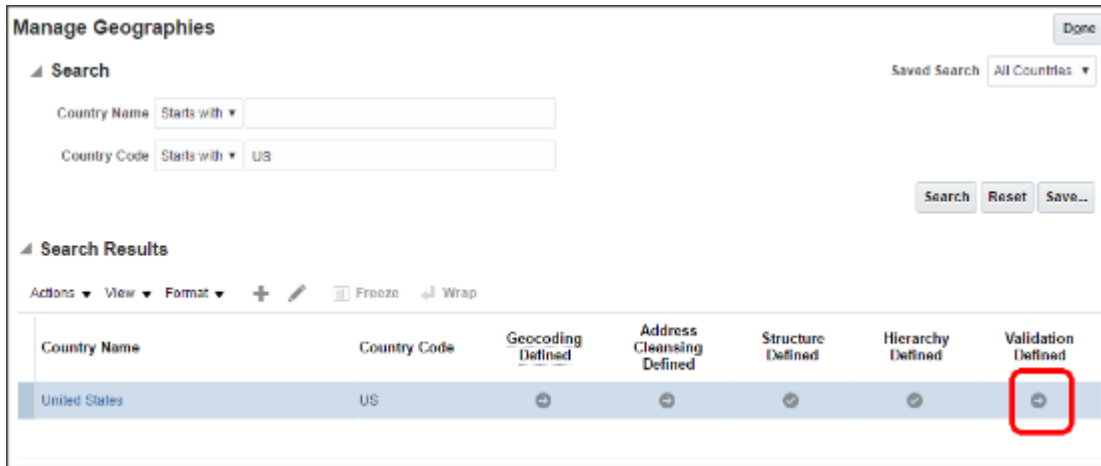 Manage Geographies
Done
Search
Saved Search All Countries
Country Name Starts with
Country Code Starts with US
Search Reset Save...
Search Results
Actions View Format Freeze Wrap
Country Name Country Code Geocoding Defined Address Cleansing Defined Structure Defined Hierarchy Defined Validation Defined
United States US